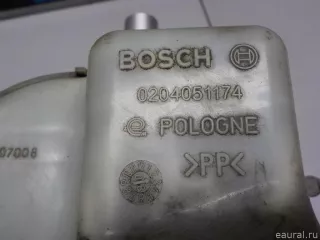 BOSCH
0204051174
POLOGNE
07008
>PP<
eaural.ru